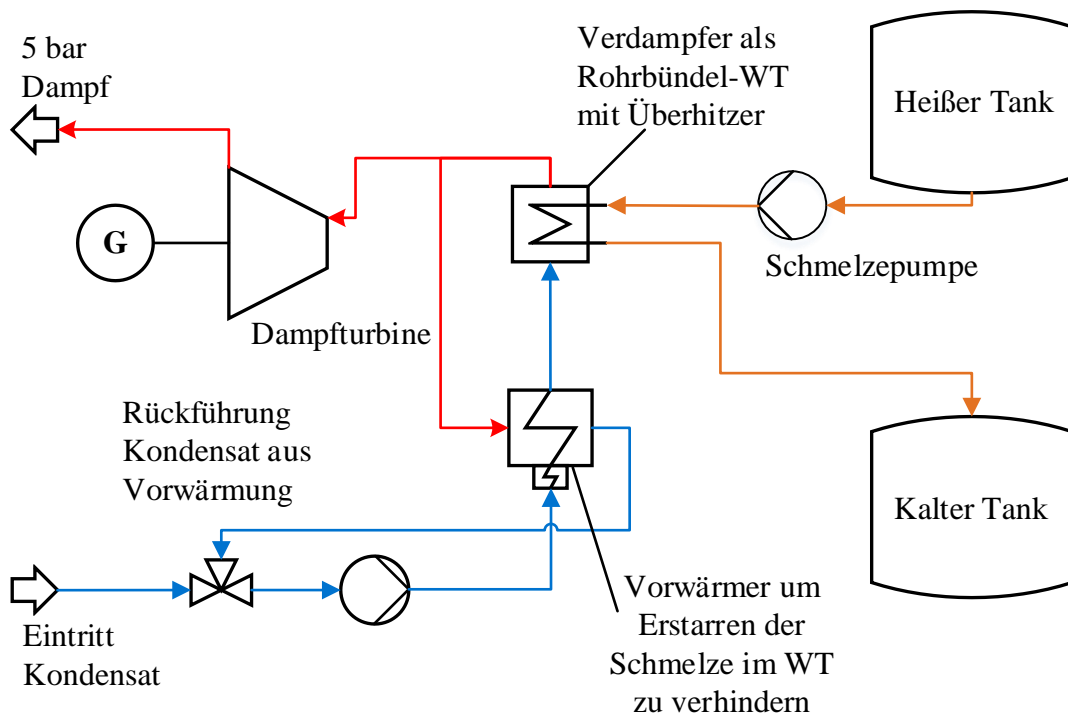 5 bar
Dampf
Verdampfer als
Rohrbündel-WT
mit Überhitzer
Heißer Tank
G
Schmelzepumpe
Dampfturbine
Rückführung
Kondensat aus
Vorwärmung
Kalter Tank
Eintritt
Kondensat
Vorwärmer um
Erstarren der
Schmelze im WT
zu verhindern